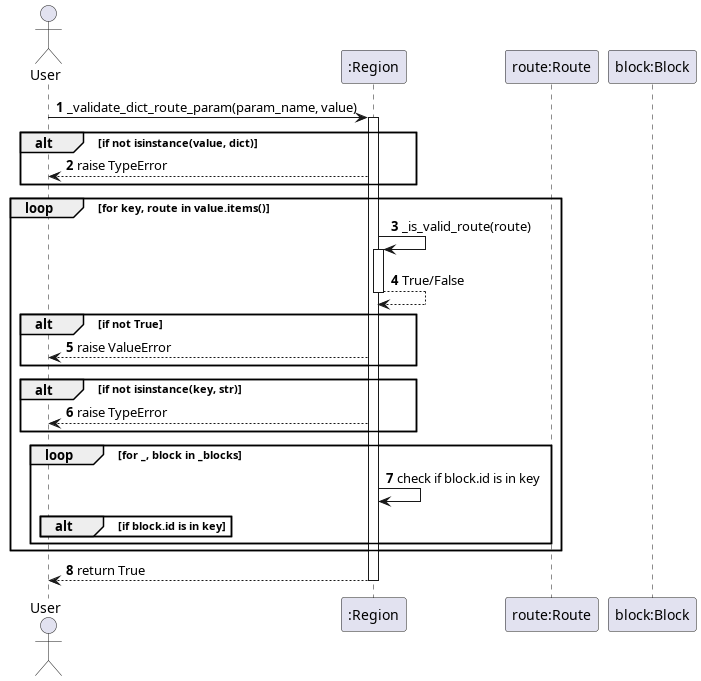 User
:Region
route:Route
block:Block
1 _validate_dict_route_param(param_name, value)
alt [if not isinstance(value, dict)]
2 raise TypeError
loop [for key, route in value.items()]
3 _is_valid_route(route)
4 True/False
alt [if not True]
5 raise ValueError
alt [if not isinstance(key, str)]
6 raise TypeError
loop [for _, block in _blocks]
7 check if block.id is in key
alt [if block.id is in key]
8 return True
User
:Region
route:Route
block:Block